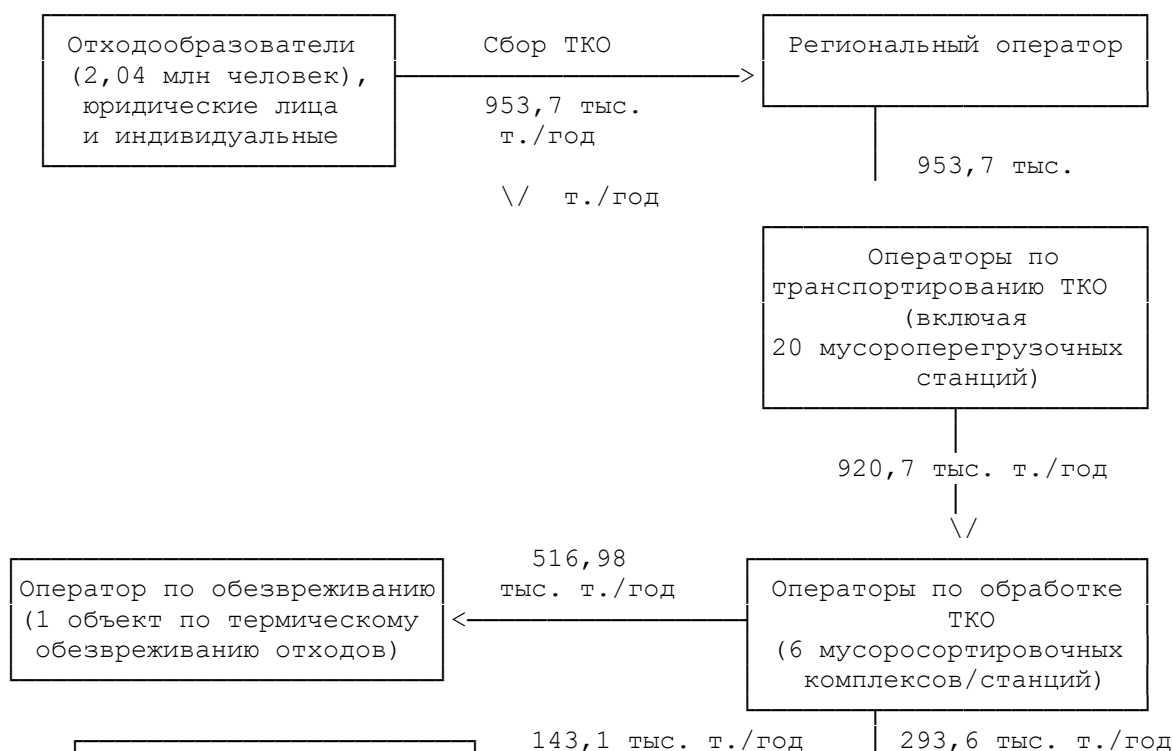 Отходообразователи
(2,04 млн человек),
юридические лица
и индивидуальные
Сбор ТКО
953,7 тыс.
т./год
Региональный оператор
953,7 тыс.
\/ т./год
Операторы по
транспортированию ТКО
(включая
20 мусороперегрузочных
станций)
920,7 тыс. т./год
\/
516,98
тыс. т./год
Оператор по обезвреживанию
(1 объект по термическому
обезвреживанию отходов)
<
Операторы по обработке
ТКО
(6 мусоросортировочных
комплексов/станций)
143,1 тыс. т./год
293,6 тыс. т./год